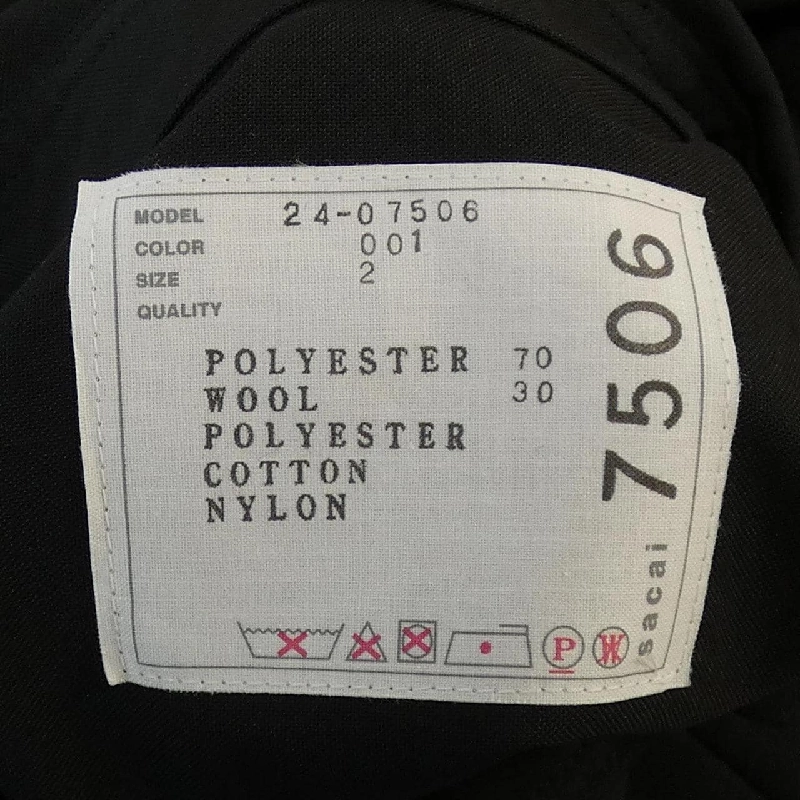 MODEL 24-07506
COLOR 001
SIZE 2
QUALITY
POLYESTER 70
WOOL 30
POLYESTER
COTTON
NYLON
P W
sacai 7506